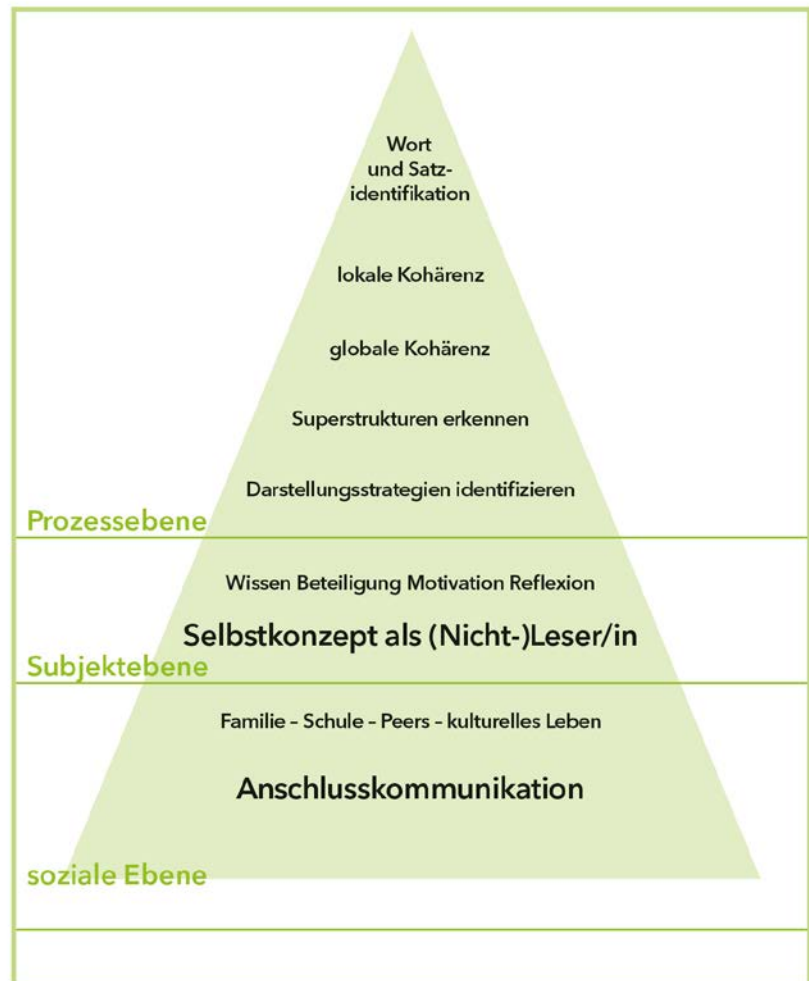 Wort
und Satz-
identifikation
lokale Kohärenz
globale Kohärenz
Superstrukturen erkennen
Darstellungsstrategien identifizieren
Prozessebene
Wissen Beteiligung Motivation Reflexion
Selbstkonzept als (Nicht-)Leser/in
Subjektebene
Familie – Schule – Peers – kulturelles Leben
Anschlusskommunikation
soziale Ebene